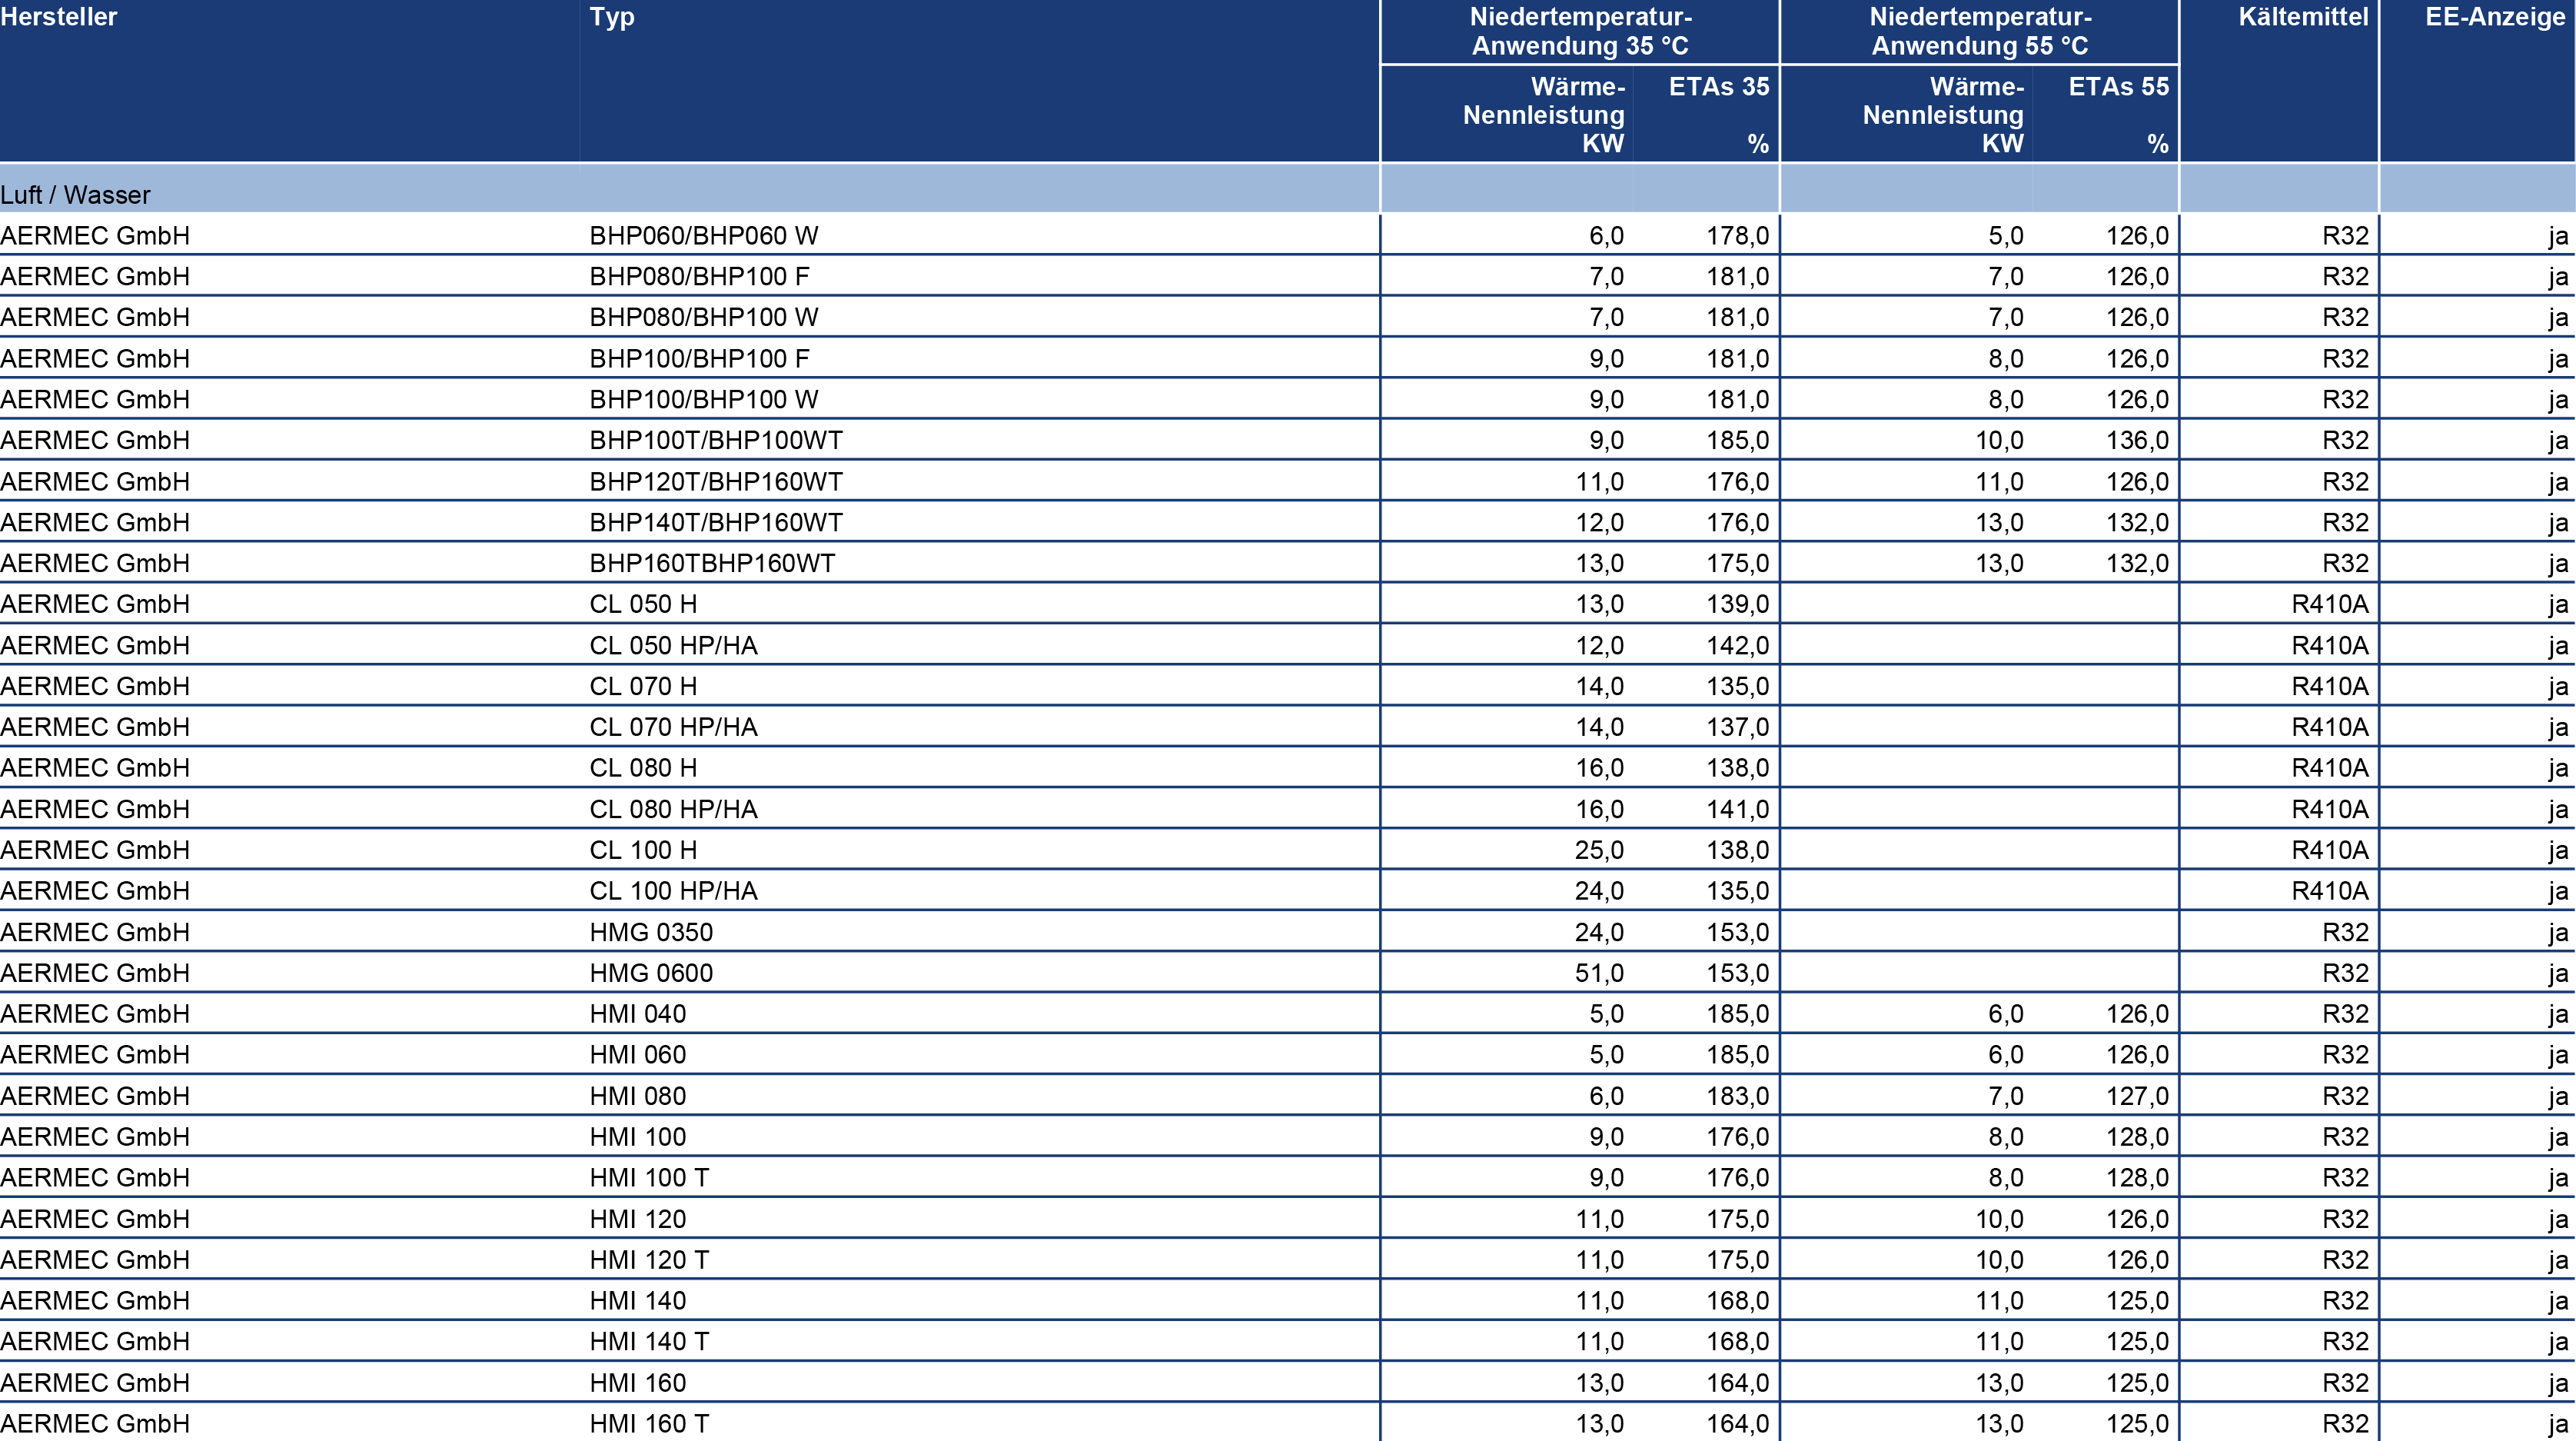 Hersteller Typ Niedertemperatur- Niedertemperatur- Kältemittel EE-Anzeige
Anwendung 35 °C Anwendung 55 °C
Wärme- ETAs 35 Wärme- ETAs 55
Nennleistung Nennleistung
KW % KW %
Luft / Wasser
AERMEC GmbH BHP060/BHP060 W 6,0 178,0 5,0 126,0 R32 ja
AERMEC GmbH BHP080/BHP100 F 7,0 181,0 7,0 126,0 R32 ja
AERMEC GmbH BHP080/BHP100 W 7,0 181,0 7,0 126,0 R32 ja
AERMEC GmbH BHP100/BHP100 F 9,0 181,0 8,0 126,0 R32 ja
AERMEC GmbH BHP100/BHP100 W 9,0 181,0 8,0 126,0 R32 ja
AERMEC GmbH BHP100T/BHP100WT 9,0 185,0 10,0 136,0 R32 ja
AERMEC GmbH BHP120T/BHP160WT 11,0 176,0 11,0 126,0 R32 ja
AERMEC GmbH BHP140T/BHP160WT 12,0 176,0 13,0 132,0 R32 ja
AERMEC GmbH BHP160TBHP160WT 13,0 175,0 13,0 132,0 R32 ja
AERMEC GmbH CL 050 H 13,0 139,0 R410A ja
AERMEC GmbH CL 050 HP/HA 12,0 142,0 R410A ja
AERMEC GmbH CL 070 H 14,0 135,0 R410A ja
AERMEC GmbH CL 070 HP/HA 14,0 137,0 R410A ja
AERMEC GmbH CL 080 H 16,0 138,0 R410A ja
AERMEC GmbH CL 080 HP/HA 16,0 141,0 R410A ja
AERMEC GmbH CL 100 H 25,0 138,0 R410A ja
AERMEC GmbH CL 100 HP/HA 24,0 135,0 R410A ja
AERMEC GmbH HMG 0350 24,0 153,0 R32 ja
AERMEC GmbH HMG 0600 51,0 153,0 R32 ja
AERMEC GmbH HMI 040 5,0 185,0 6,0 126,0 R32 ja
AERMEC GmbH HMI 060 5,0 185,0 6,0 126,0 R32 ja
AERMEC GmbH HMI 080 6,0 183,0 7,0 127,0 R32 ja
AERMEC GmbH HMI 100 9,0 176,0 8,0 128,0 R32 ja
AERMEC GmbH HMI 100 T 9,0 176,0 8,0 128,0 R32 ja
AERMEC GmbH HMI 120 11,0 175,0 10,0 126,0 R32 ja
AERMEC GmbH HMI 120 T 11,0 175,0 10,0 126,0 R32 ja
AERMEC GmbH HMI 140 11,0 168,0 11,0 125,0 R32 ja
AERMEC GmbH HMI 140 T 11,0 168,0 11,0 125,0 R32 ja
AERMEC GmbH HMI 160 13,0 164,0 13,0 125,0 R32 ja
AERMEC GmbH HMI 160 T 13,0 164,0 13,0 125,0 R32 ja